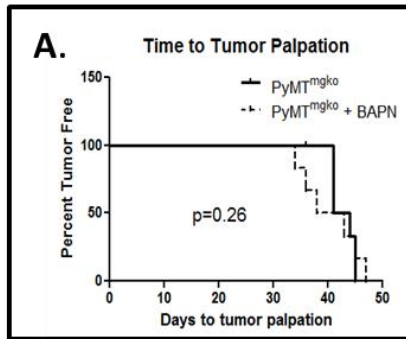 A.
Time to Tumor Palpation
PyMT^mgko
PyMT^mgko + BAPN
Percent Tumor Free
150
100
50
0
p=0.26
0 10 20 30 40 50
Days to tumor palpation